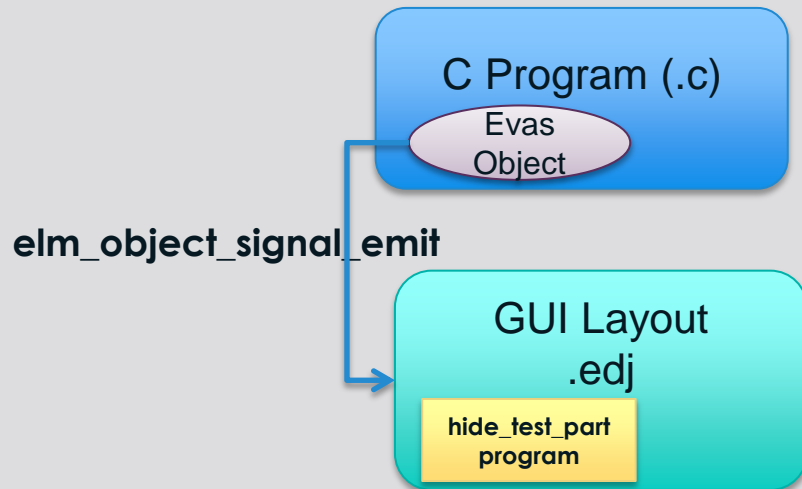 C Program (.c)
Evas
Object
elm_object_signal_emit
GUI Layout
.edj
hide_test_part
program